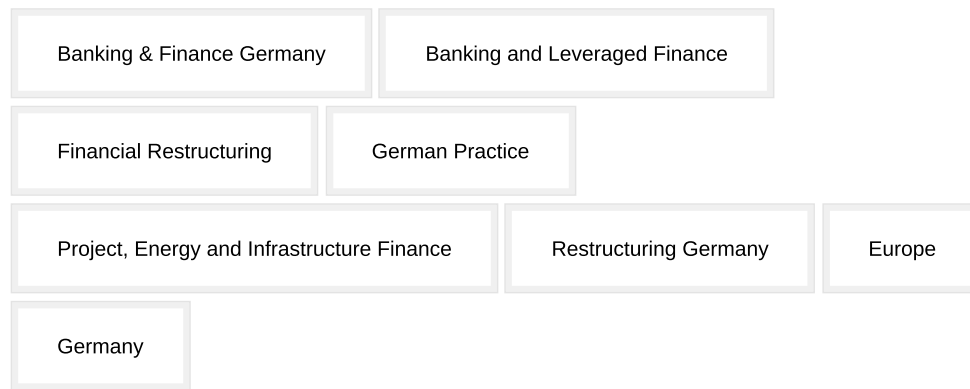 Banking & Finance Germany Banking and Leveraged Finance
Financial Restructuring German Practice
Project, Energy and Infrastructure Finance Restructuring Germany Europe
Germany